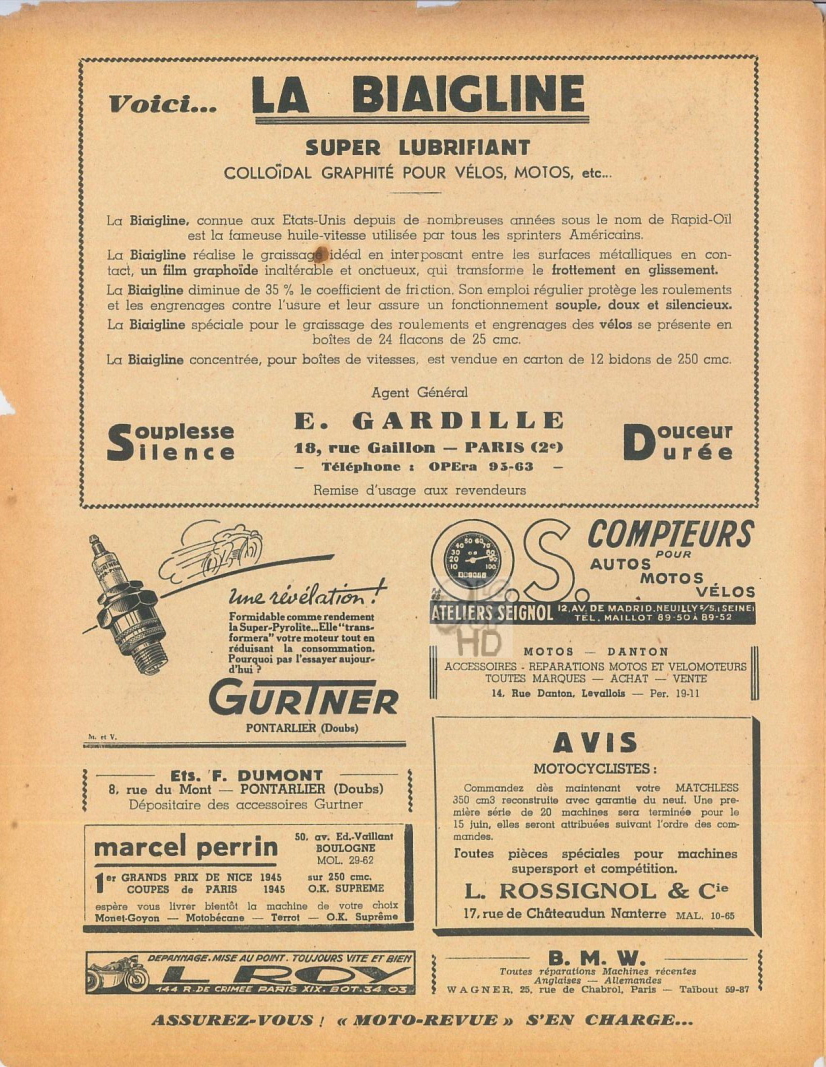 Voici... LA BIAIGLINE
SUPER LUBRIFIANT
COLLOÏDAL GRAPHITÉ POUR VÉLOS, MOTOS, etc...
La Biaigline, connue aux Etats-Unis depuis de nombreuses années sous le nom de Rapid-Oïl
est la fameuse huile-vitesse utilisée par tous les sprinters Américains.
La Biaigline réalise le graissage idéal en interposant entre les surfaces métalliques en con-
tact, un film graphoïde inaltérable et onctueux, qui transforme le frottement en glissement.
La Biaigline diminue de 35 % le coefficient de friction. Son emploi régulier protège les roulements
et les engrenages contre l'usure et leur assure un fonctionnement souple, doux et silencieux.
La Biaigline spéciale pour le graissage des roulements et engrenages des vélos se présente en
boîtes de 24 flacons de 25 cmc.
La Biaigline concentrée, pour boîtes de vitesses, est vendue en carton de 12 bidons de 250 cmc.
Agent Général
E. GARDILLE
18, rue Gaillon — PARIS (2e)
— Téléphone : OPEra 95-63 —
Souplesse
Silence
Douceur
Durée
Remise d'usage aux revendeurs
GURTNER
une révélation !
Formidable comme rendement
la Super-Pyrolite... Elle "trans-
formera" votre moteur tout en
réduisant la consommation.
Pourquoi pas l'essayer aujour-
d'hui ?
GURTNER
PONTARLIER (Doubs)
M. et V.
Ets. F. DUMONT
8, rue du Mont — PONTARLIER (Doubs)
Dépositaire des accessoires Gurtner
marcel perrin
50, av. Ed.-Vaillant
BOULOGNE
MOL. 29-62
1er GRANDS PRIX DE NICE 1945 sur 250 cmc.
COUPES de PARIS 1945 O.K. SUPREME
espère vous livrer bientôt la machine de votre choix
Monet-Goyon — Motobécane — Terrot — O.K. Suprême
DEPANNAGE. MISE AU POINT. TOUJOURS VITE ET BIEN
L ROY
144 R. DE CRIMEE PARIS XIX. BOT. 34 03
O.S. COMPTEURS
POUR
AUTOS
MOTOS
VÉLOS
10 20 30 40 50 60 70 80 90 100
ATELIERS SEIGNOL 12, AV. DE MADRID. NEUILLY S/S. (SEINE)
TÉL. MAILLOT 89-50 À 89-52
HD
MOTOS — DANTON
ACCESSOIRES - REPARATIONS MOTOS ET VELOMOTEURS
TOUTES MARQUES — ACHAT — VENTE
14, Rue Danton, Levallois — Per. 19-11
AVIS
MOTOCYCLISTES :
Commandez dès maintenant votre MATCHLESS
350 cm3 reconstruite avec garantie du neuf. Une pre-
mière série de 20 machines sera terminée pour le
15 juin, elles seront attribuées suivant l'ordre des com-
mandes.
Toutes pièces spéciales pour machines
supersport et compétition.
L. ROSSIGNOL & Cie
17, rue de Châteaudun Nanterre MAL. 10-65
B. M. W.
Toutes réparations Machines récentes
Anglaises — Allemandes
WAGNER, 25, rue de Chabrol, Paris — Taïbout 59-87
ASSUREZ-VOUS ! « MOTO-REVUE » S'EN CHARGE...